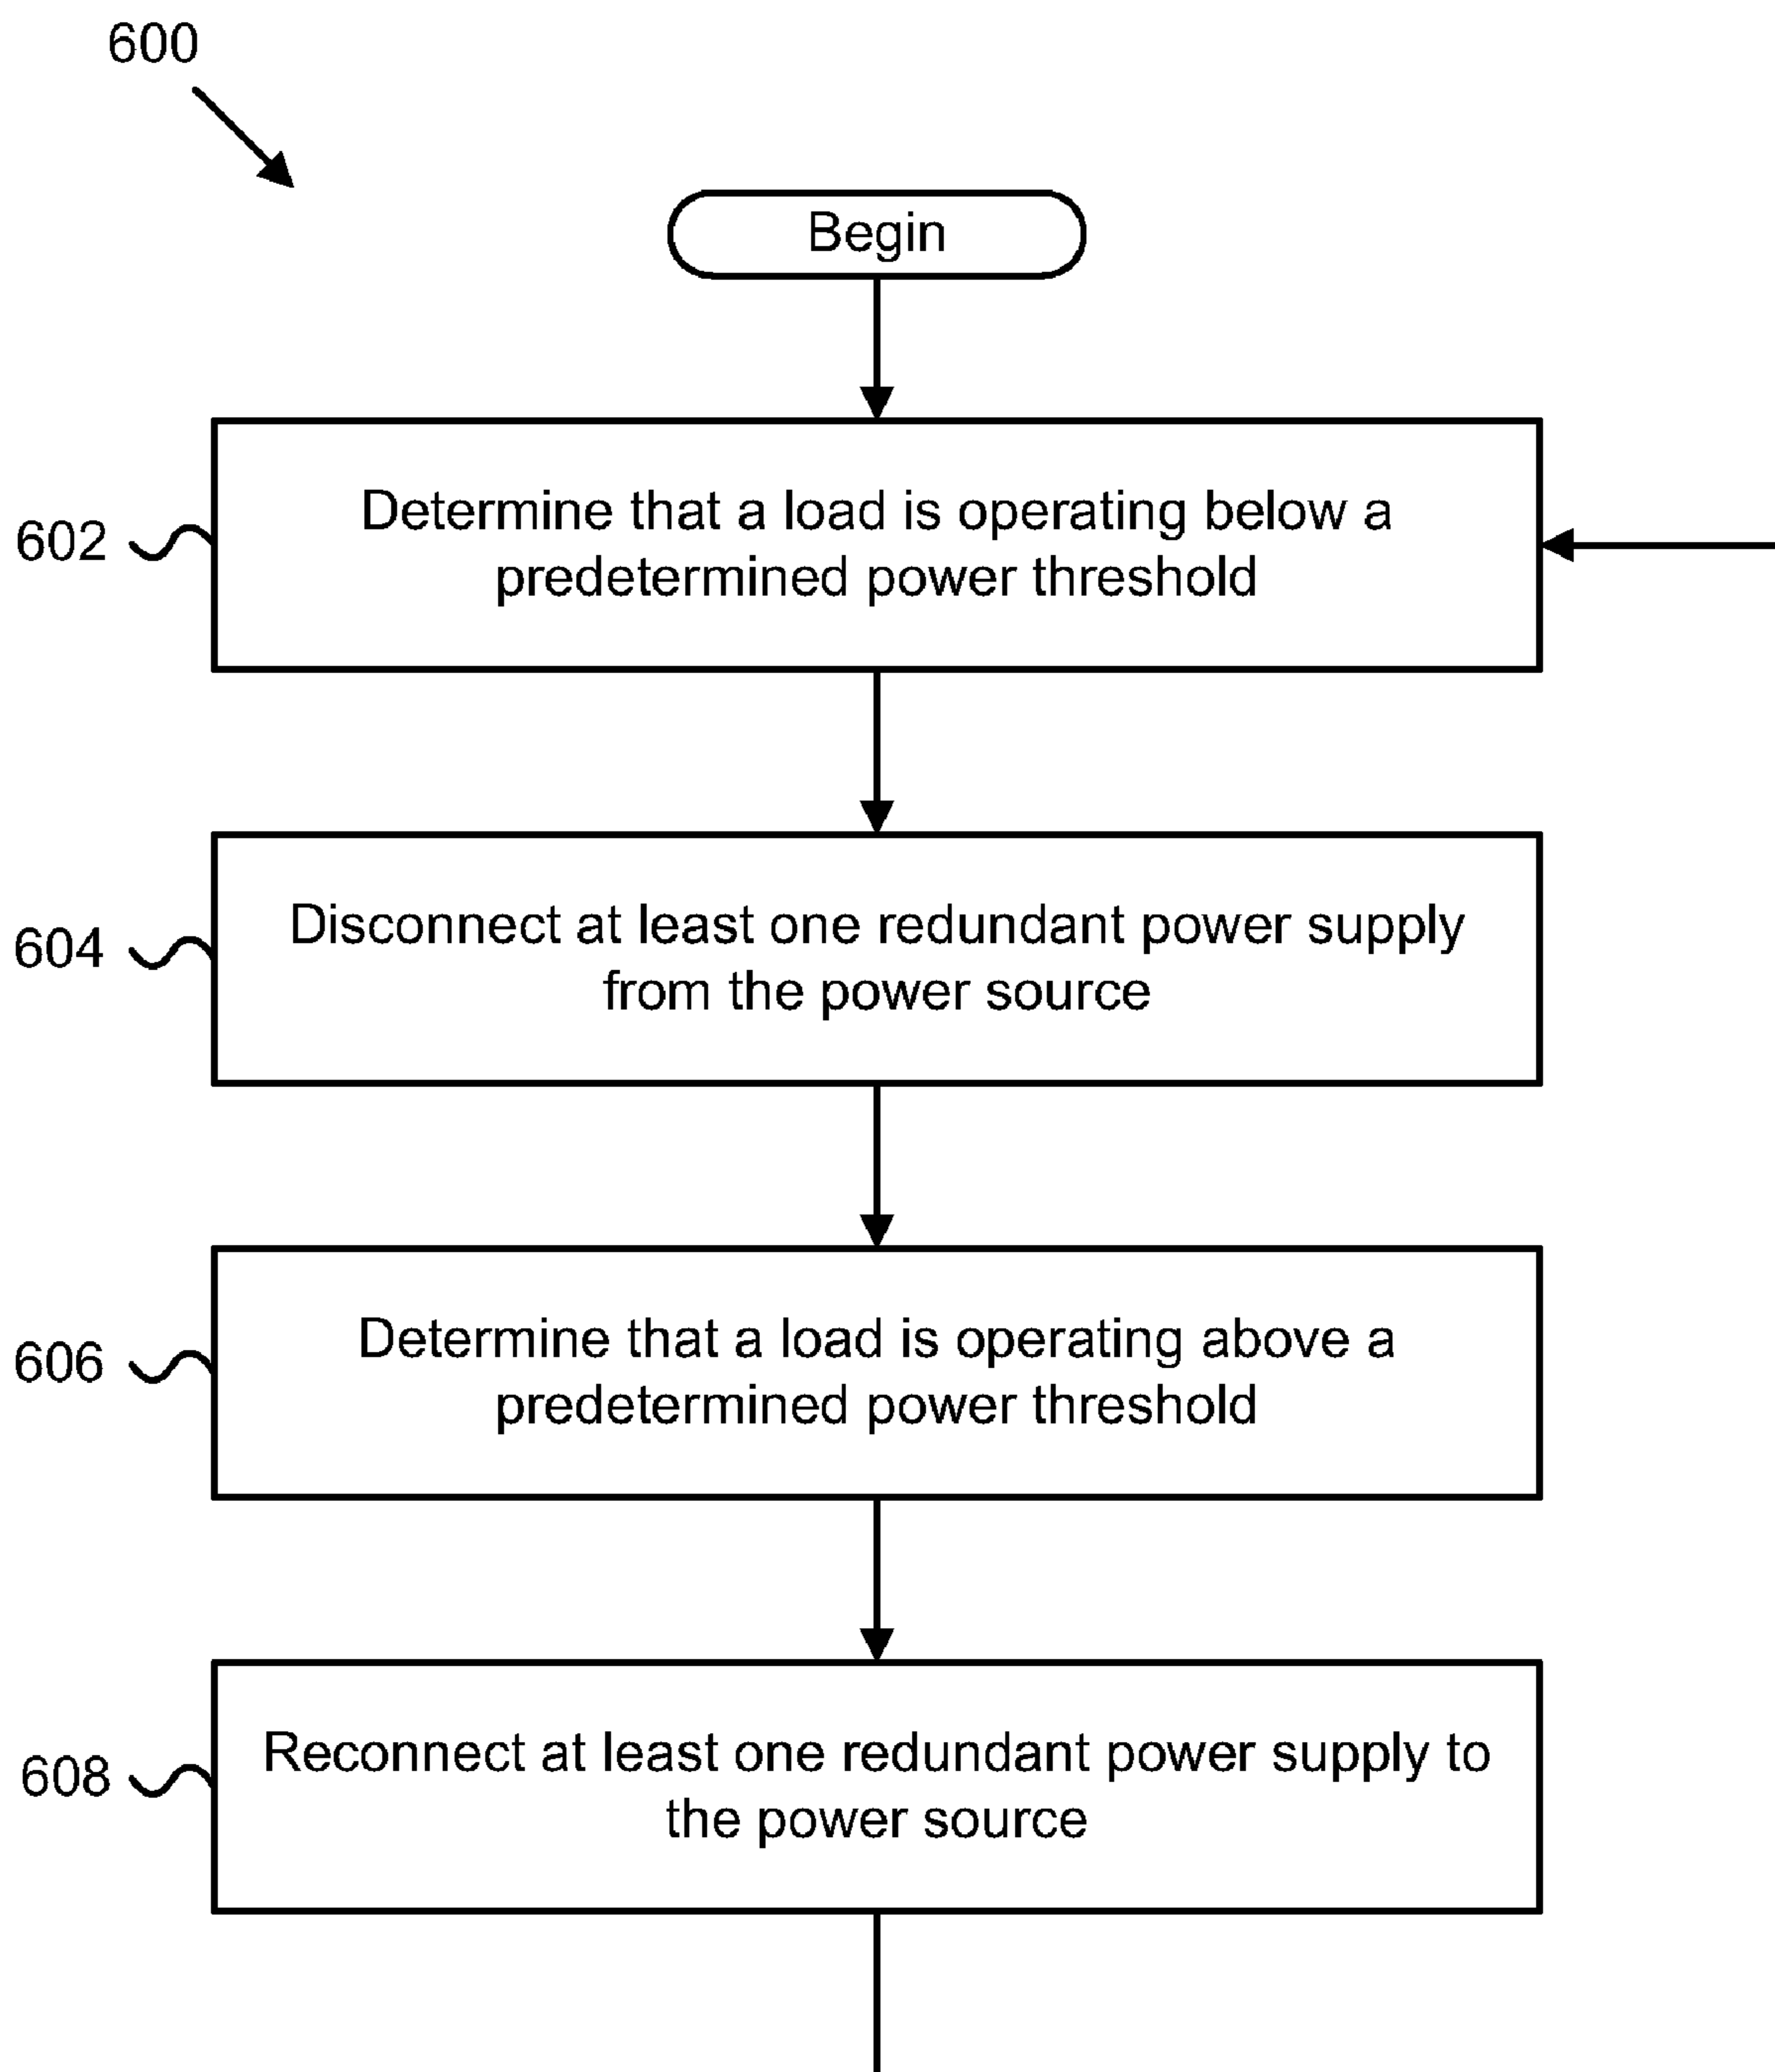 600
Begin
602
Determine that a load is operating below a
predetermined power threshold
604
Disconnect at least one redundant power supply
from the power source
606
Determine that a load is operating above a
predetermined power threshold
608
Reconnect at least one redundant power supply to
the power source